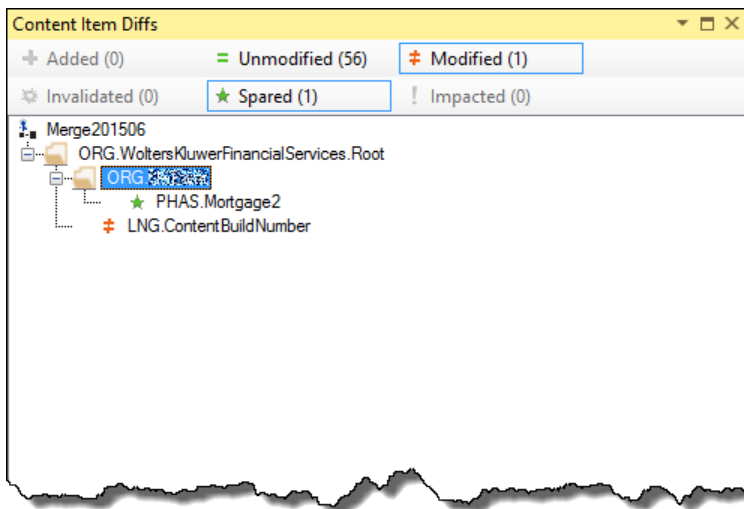 Content Item Diffs
Added (0) Unmodified (56) Modified (1)
Invalidated (0) Spared (1) Impacted (0)
Merge201506
ORG.WoltersKluwerFinancialServices.Root
ORG.
PHAS.Mortgage2
LNG.ContentBuildNumber